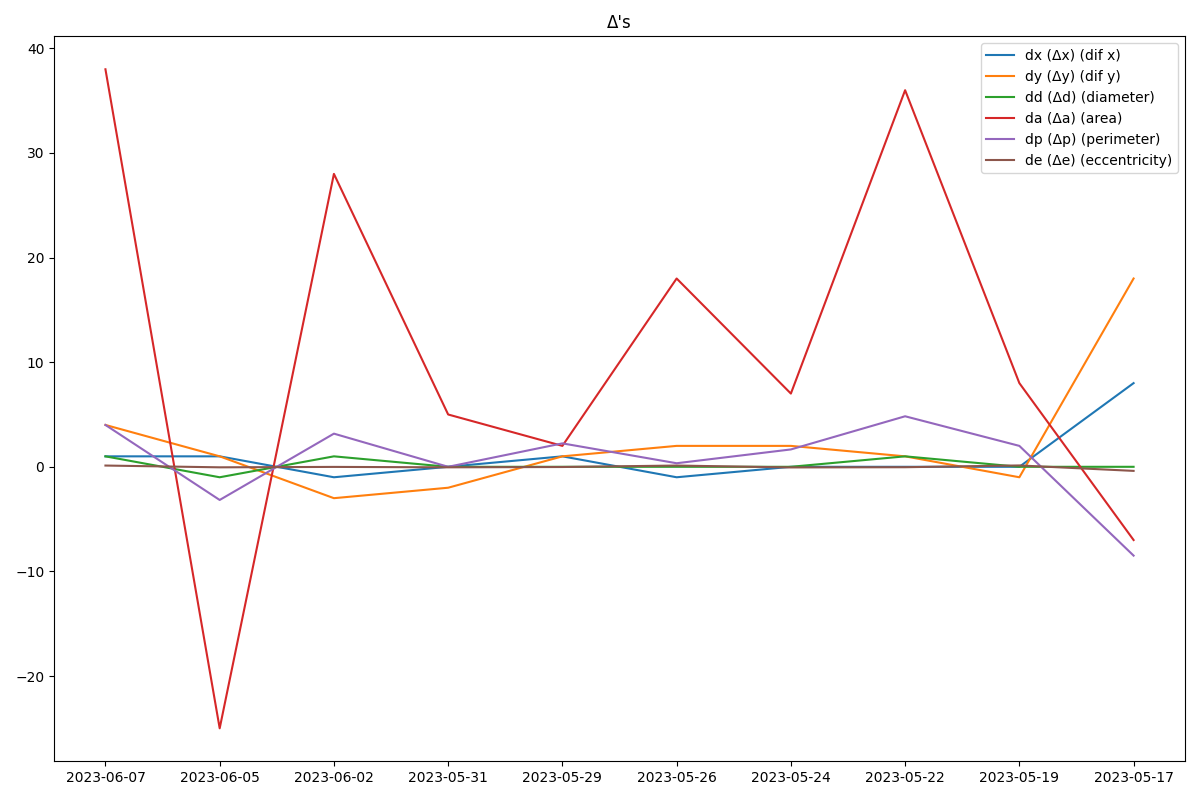 Δ's
40
30
20
10
0
−10
−20
dx (Δx) (dif x)
dy (Δy) (dif y)
dd (Δd) (diameter)
da (Δa) (area)
dp (Δp) (perimeter)
de (Δe) (eccentricity)
2023-06-07 2023-06-05 2023-06-02 2023-05-31 2023-05-29 2023-05-26 2023-05-24 2023-05-22 2023-05-19 2023-05-17